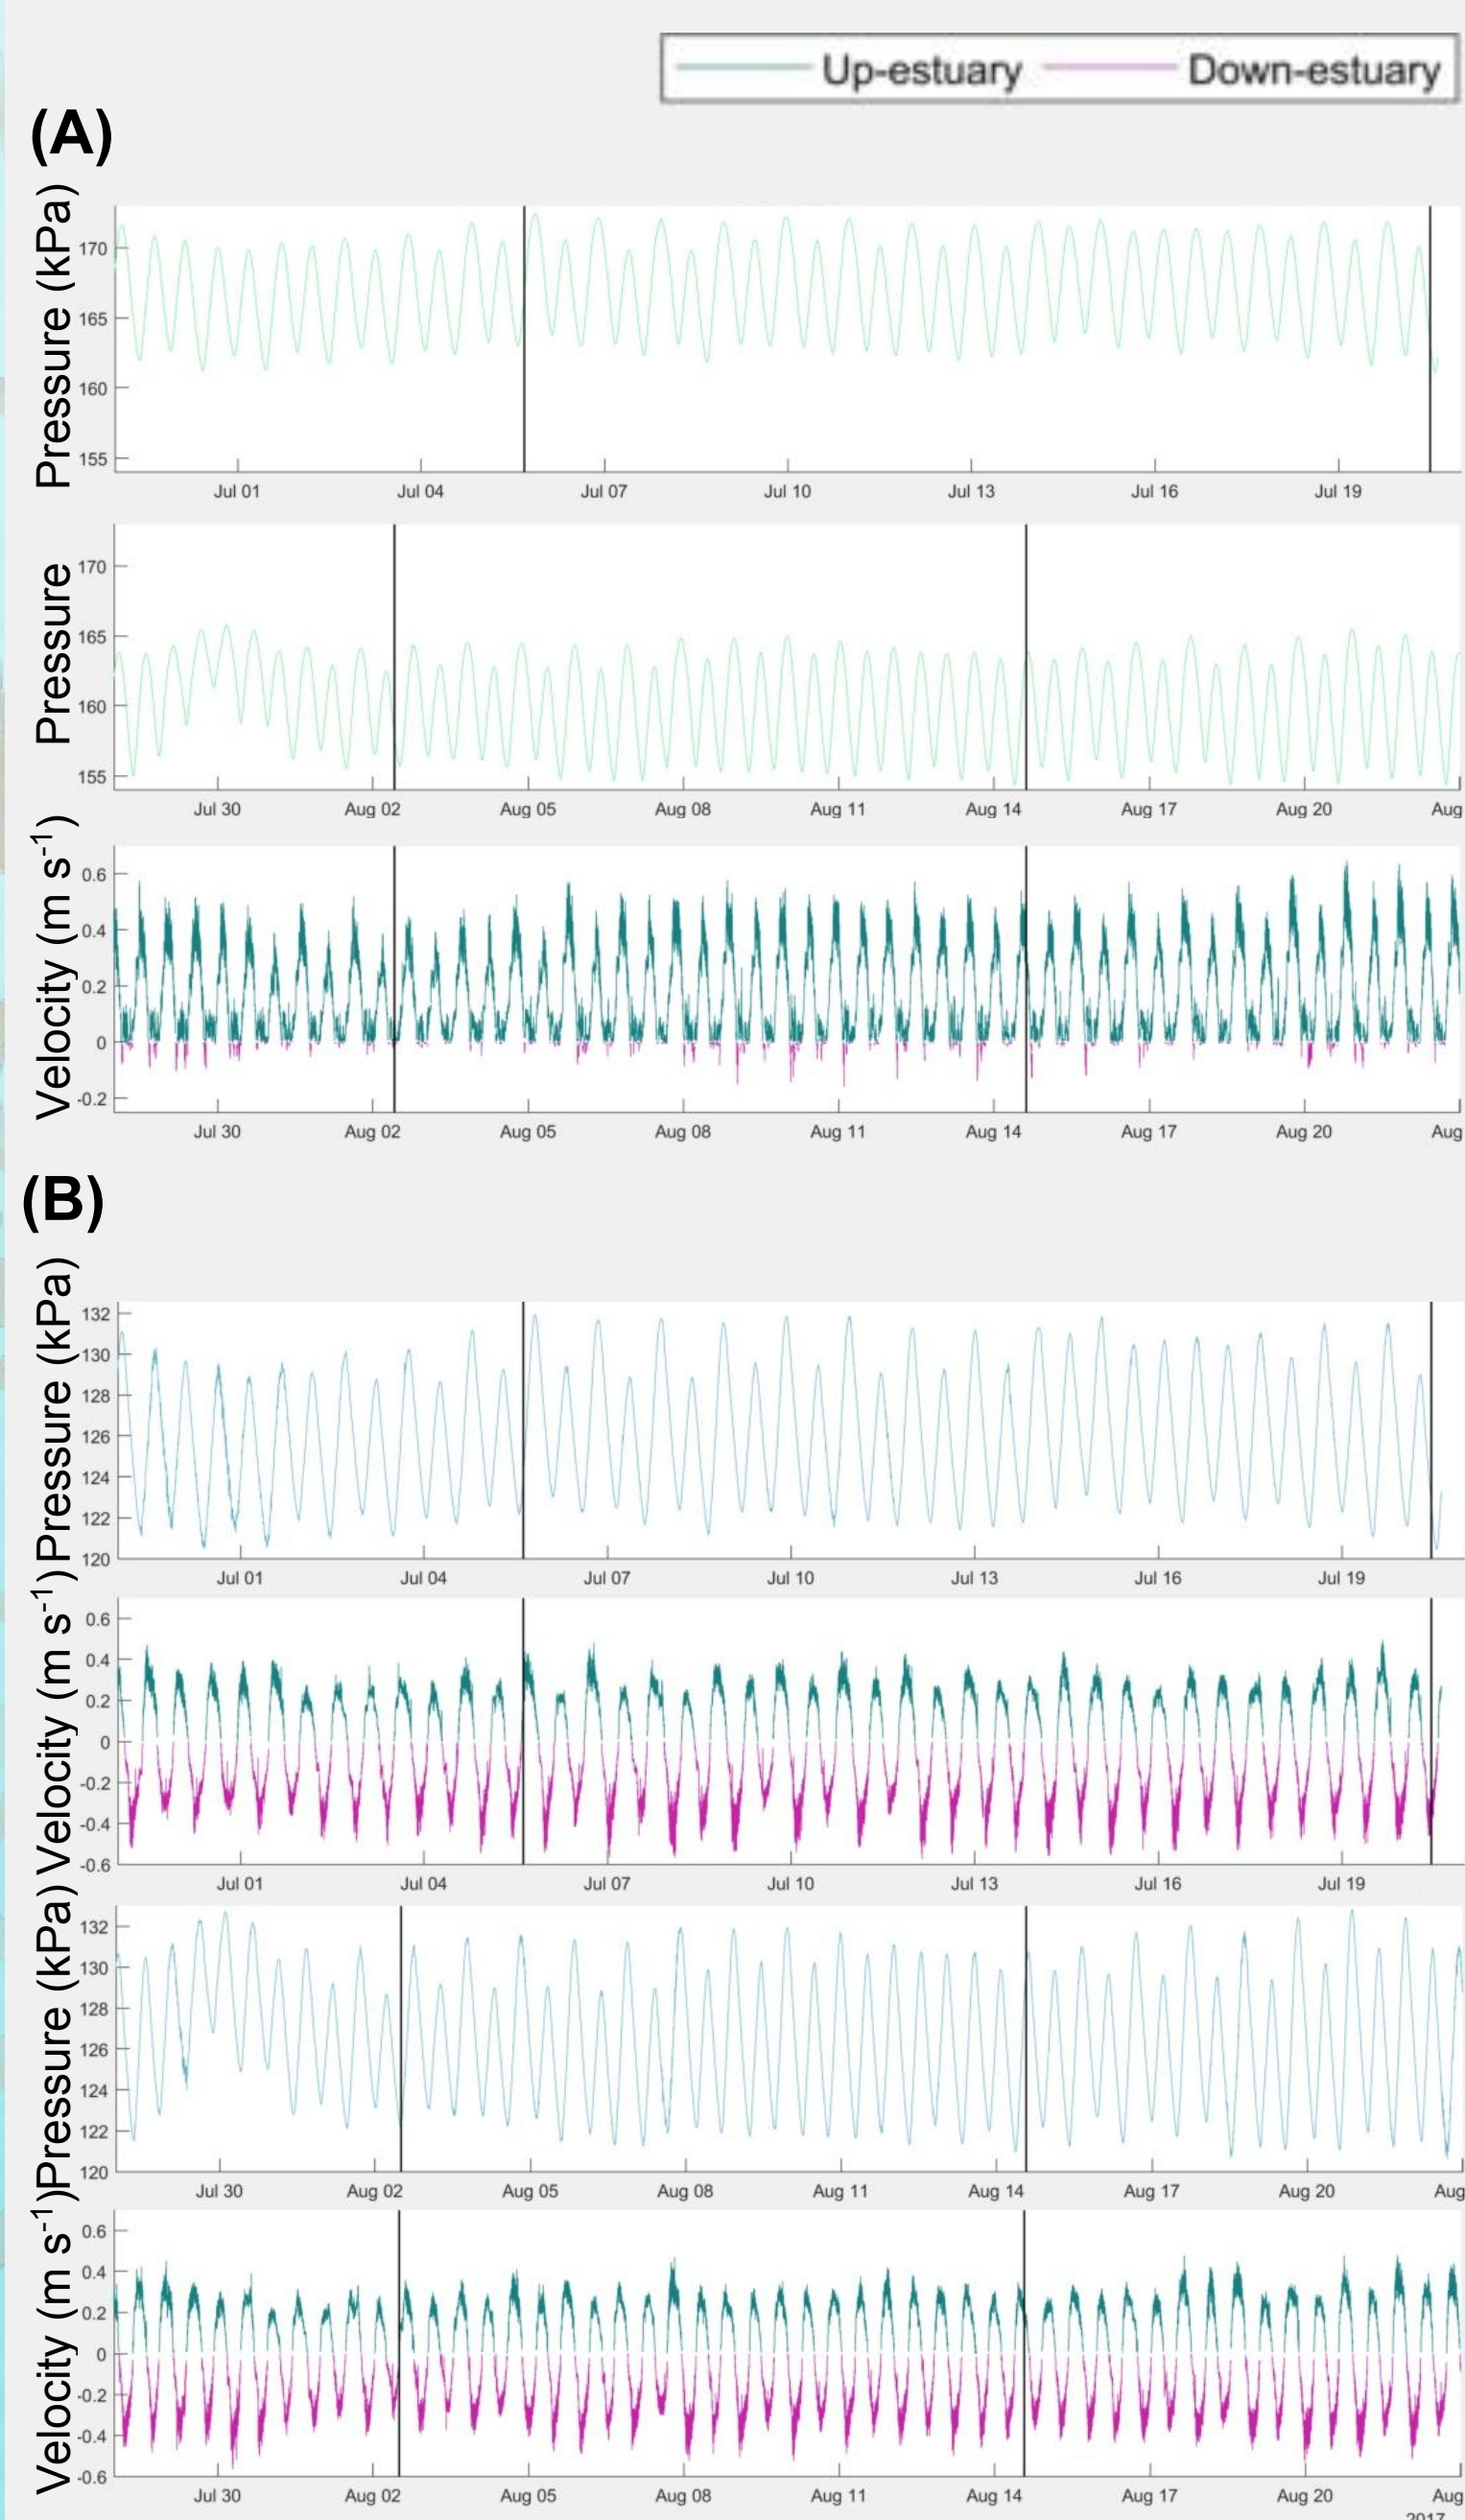 Up-estuary Down-estuary
(A)
Pressure (kPa)
170
165
160
155
Jul 01 Jul 04 Jul 07 Jul 10 Jul 13 Jul 16 Jul 19
Pressure
170
165
160
155
Jul 30 Aug 02 Aug 05 Aug 08 Aug 11 Aug 14 Aug 17 Aug 20 Aug
Velocity (m s-1)
0.6
0.4
0.2
0
-0.2
Jul 30 Aug 02 Aug 05 Aug 08 Aug 11 Aug 14 Aug 17 Aug 20 Aug
(B)
Pressure (kPa)
132
130
128
126
124
122
120
Jul 01 Jul 04 Jul 07 Jul 10 Jul 13 Jul 16 Jul 19
Velocity (m s-1)
0.6
0.4
0.2
0
-0.2
-0.4
-0.6
Jul 01 Jul 04 Jul 07 Jul 10 Jul 13 Jul 16 Jul 19
Pressure (kPa)
132
130
128
126
124
122
120
Jul 30 Aug 02 Aug 05 Aug 08 Aug 11 Aug 14 Aug 17 Aug 20 Aug
Velocity (m s-1)
0.6
0.4
0.2
0
-0.2
-0.4
-0.6
Jul 30 Aug 02 Aug 05 Aug 08 Aug 11 Aug 14 Aug 17 Aug 20 Aug
2017